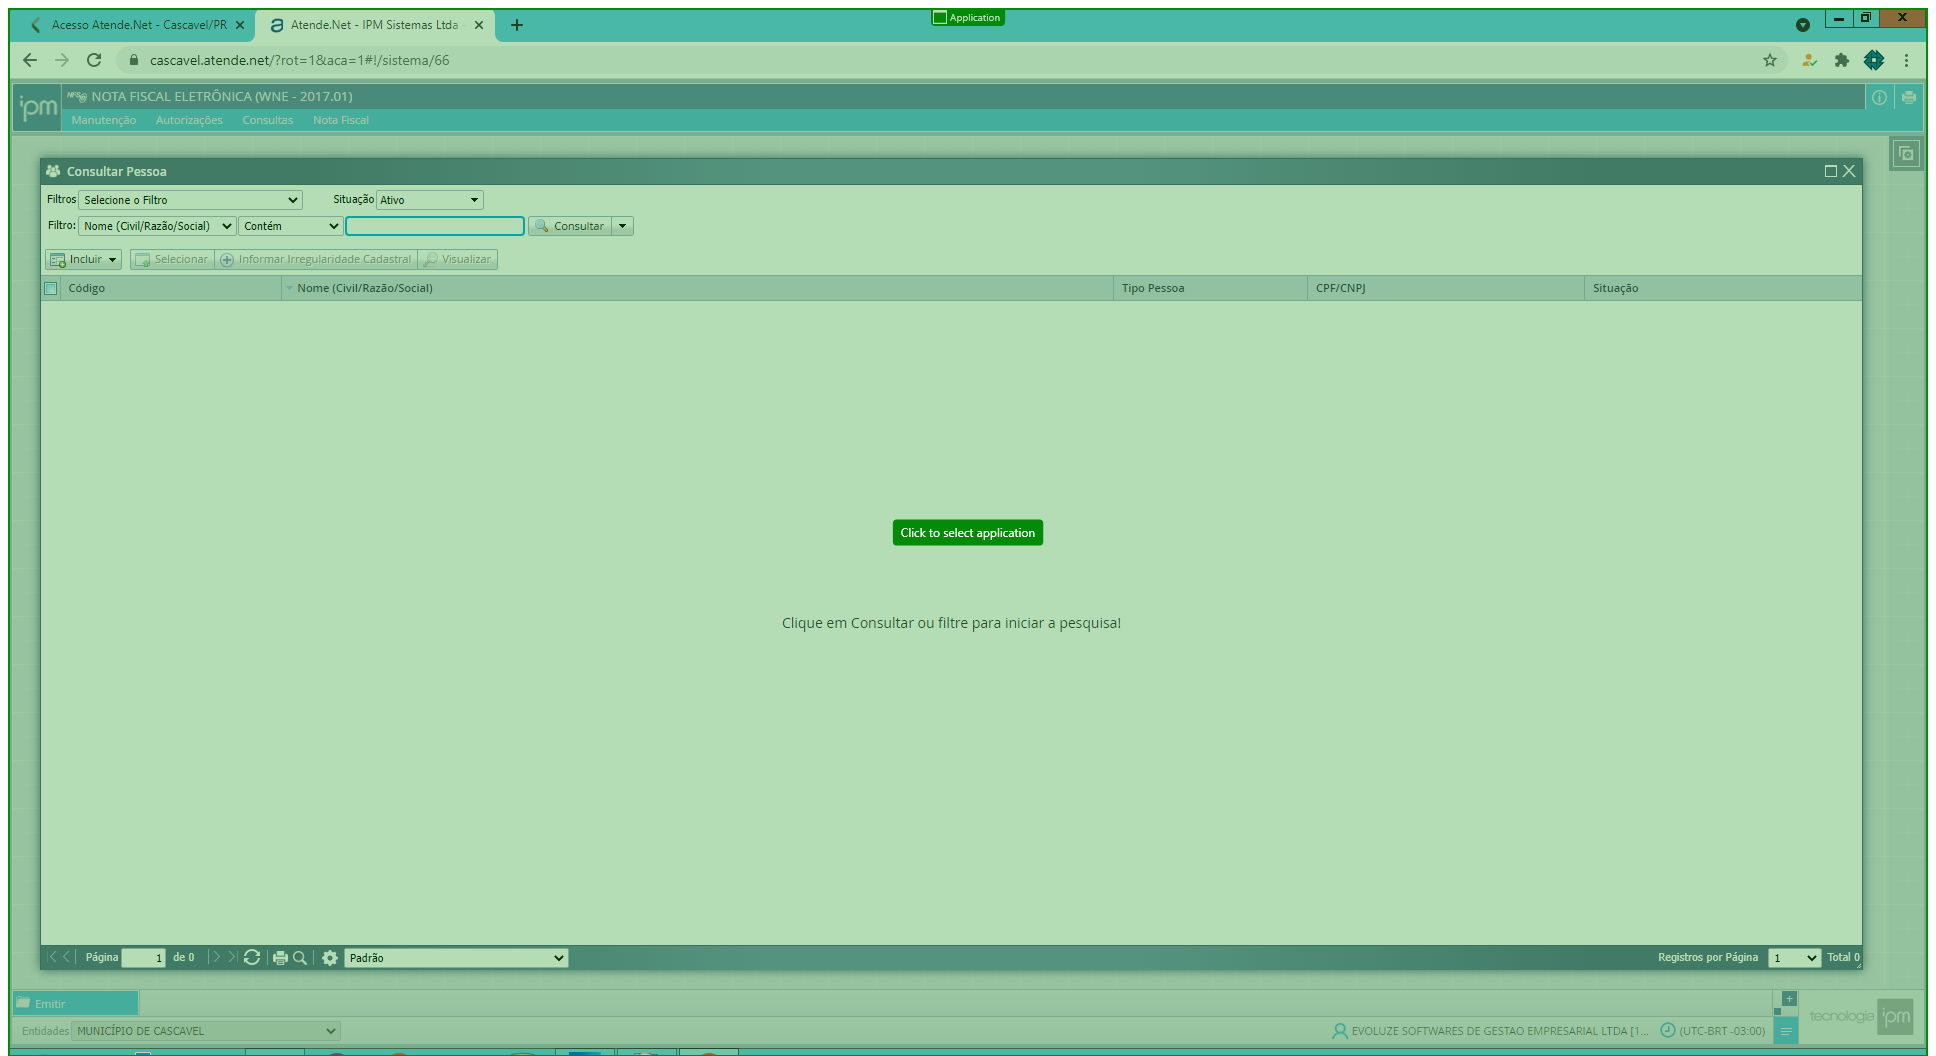 Acesso Atende.Net - Cascavel/PR
Atende.Net - IPM Sistemas Ltda
Application
cascavel.atende.net/?rot=1&aca=1#!/sistema/66
ipm
NOTA FISCAL ELETRÔNICA (WNE - 2017.01)
Manutenção Autorizações Consultas Nota Fiscal
Consultar Pessoa
Filtros Selecione o Filtro Situação Ativo
Filtro: Nome (Civil/Razão/Social) Contém Consultar
Incluir Selecionar Informar Irregularidade Cadastral Visualizar
Código Nome (Civil/Razão/Social) Tipo Pessoa CPF/CNPJ Situação
Click to select application
Clique em Consultar ou filtre para iniciar a pesquisa!
Página 1 de 0 Padrão Registros por Página 1 Total 0
Emitir
Entidades MUNICÍPIO DE CASCAVEL EVOLUZE SOFTWARES DE GESTAO EMPRESARIAL LTDA [1... (UTC-BRT -03:00)
tecnologia ipm